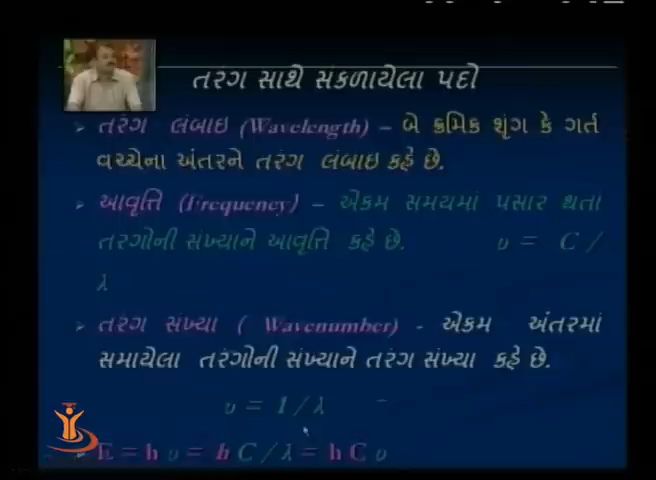 તરંગ સાથે સંકળાયેલા પદો
➢ તરંગ લંબાઇ (Wavelength) – બે ક્રમિક શૃંગ કે ગર્ત
વચ્ચેના અંતરને તરંગ લંબાઇ કહે છે.
➢ આવૃત્તિ (Frequency) – એકમ સમયમાં પસાર થતા
તરગોની સંખ્યાને આવૃત્તિ કહે છે. υ = C /
λ
➢ તરંગ સંખ્યા ( Wavenumber) - એકમ અંતરમાં
સમાયેલા તરંગોની સંખ્યાને તરંગ સંખ્યા કહે છે.
υ = 1 / λ
➢ E = h υ = h C / λ = h C υ